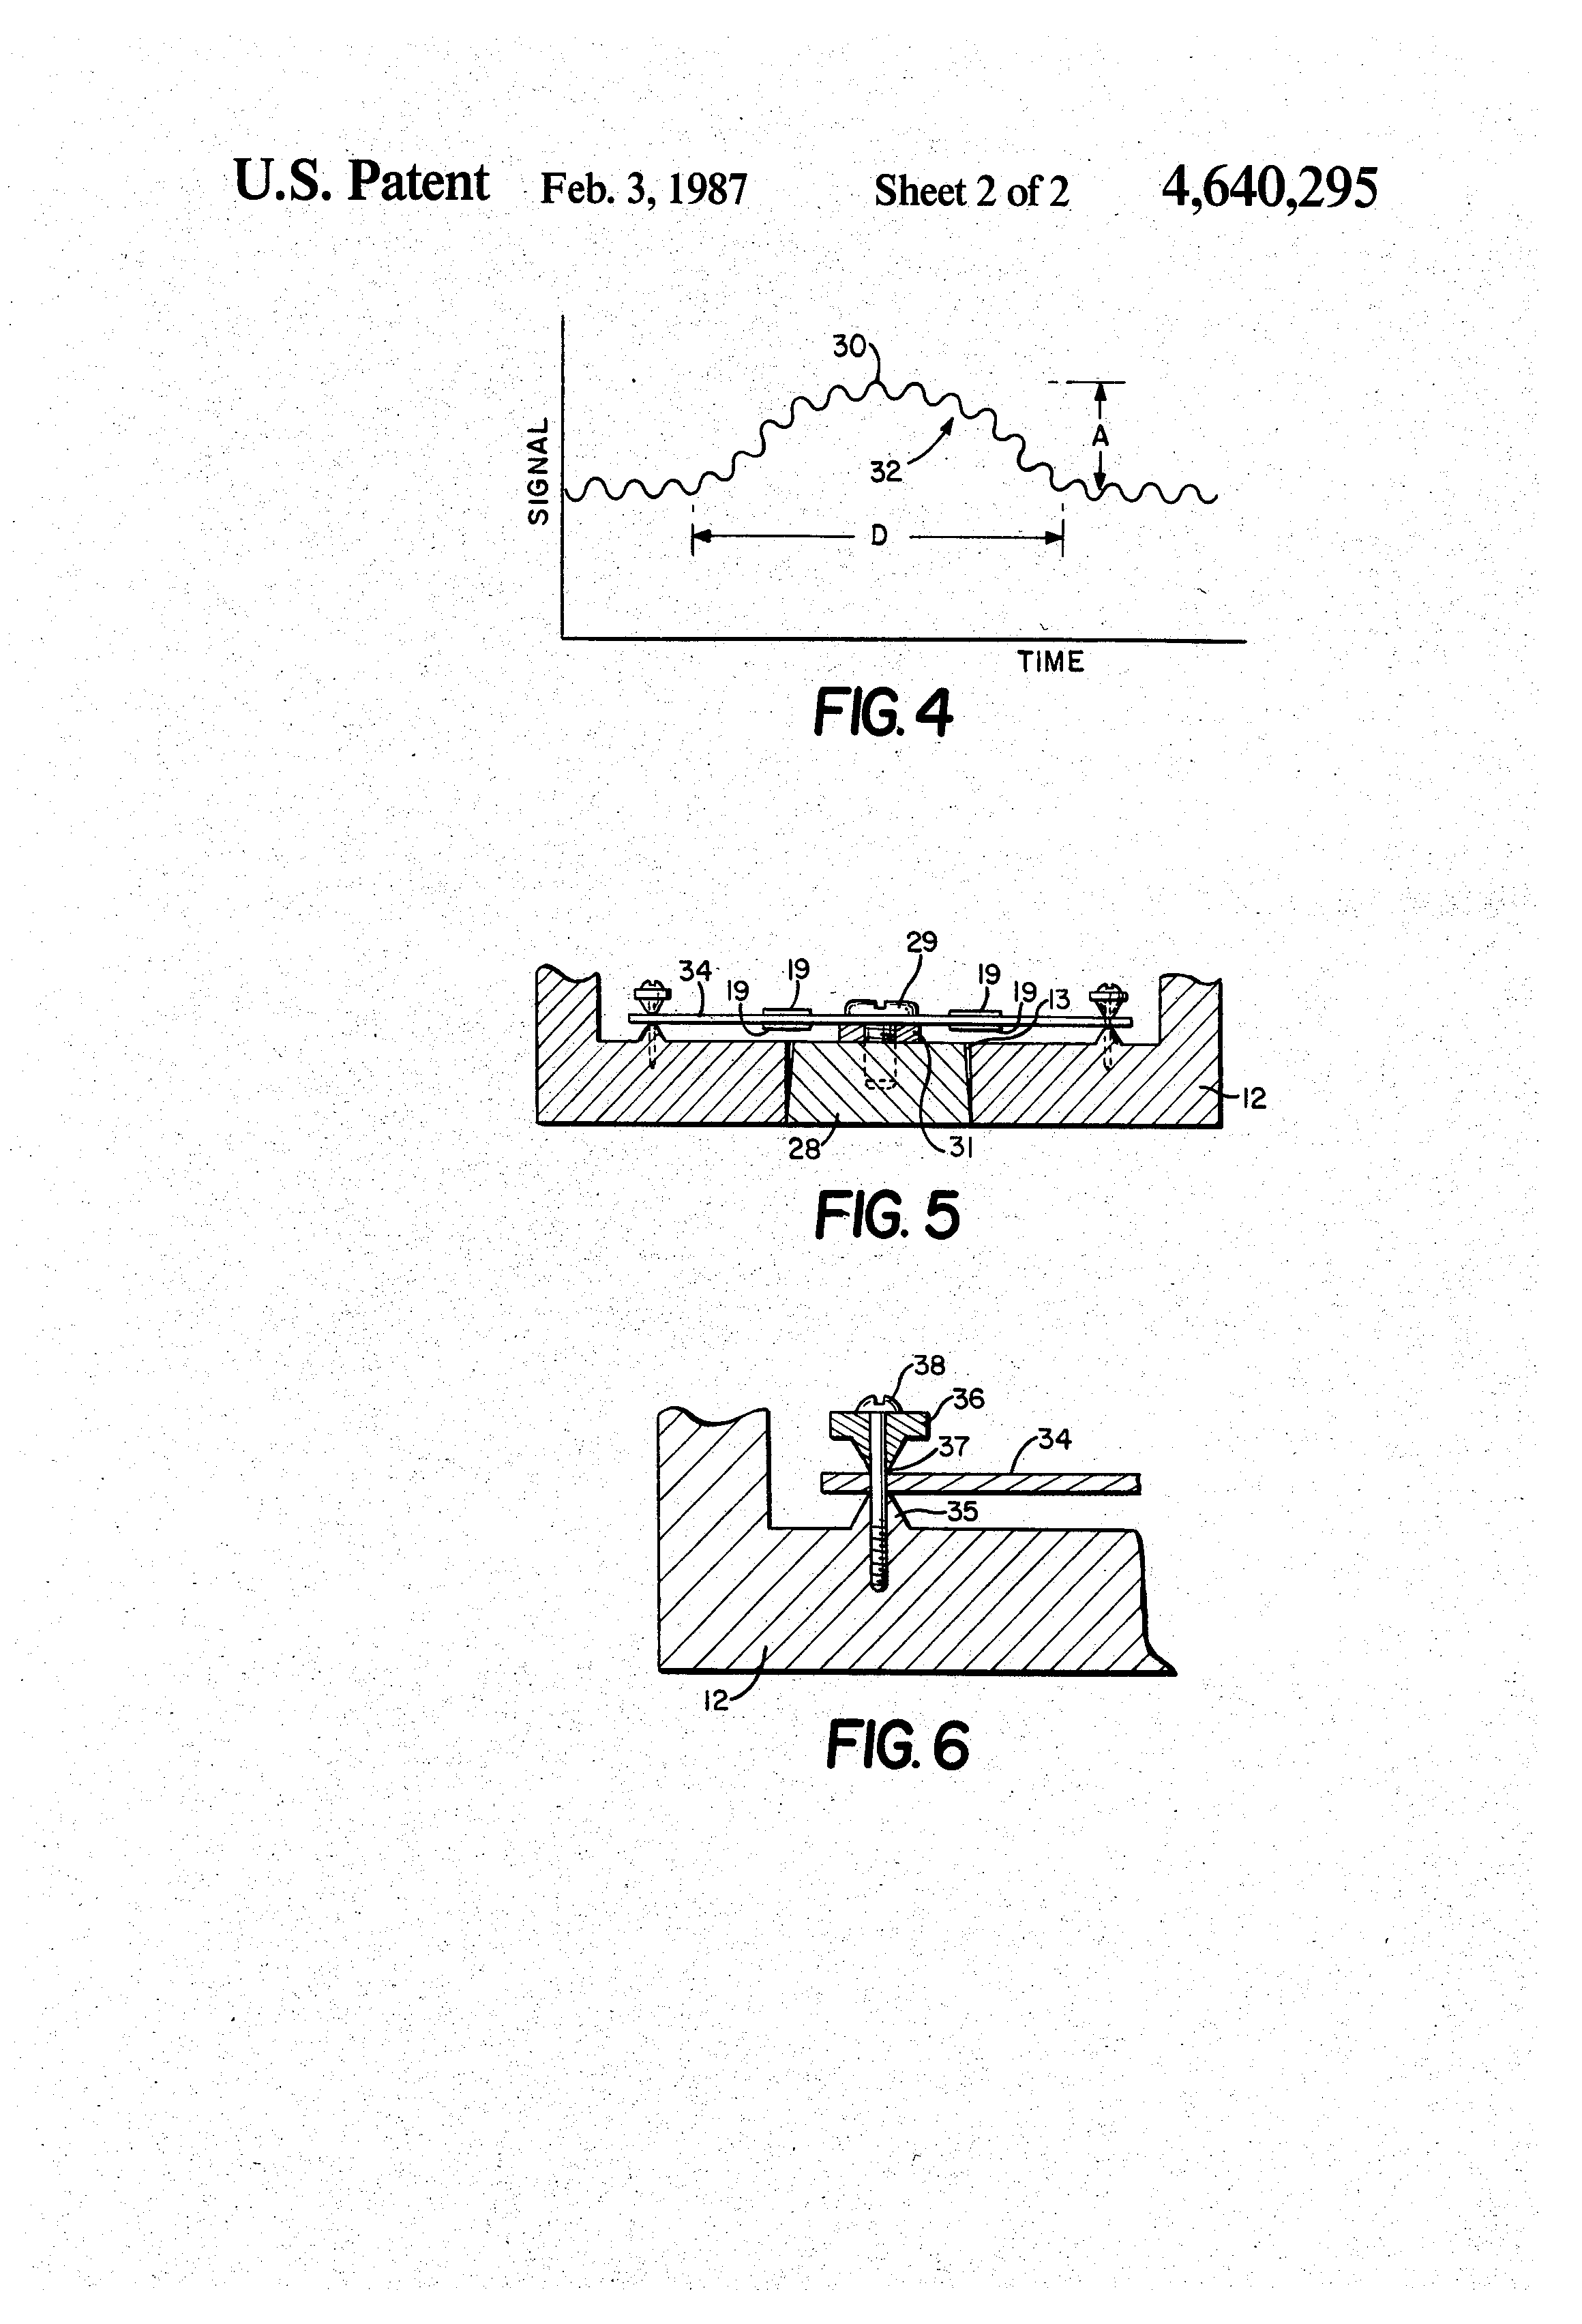 U.S. Patent Feb. 3, 1987 Sheet 2 of 2 4,640,295
30
SIGNAL
A
32
D
TIME
FIG. 4
29
34 19 19
19 19 13
12
28 31
FIG. 5
38
36
37 34
35
12
FIG. 6